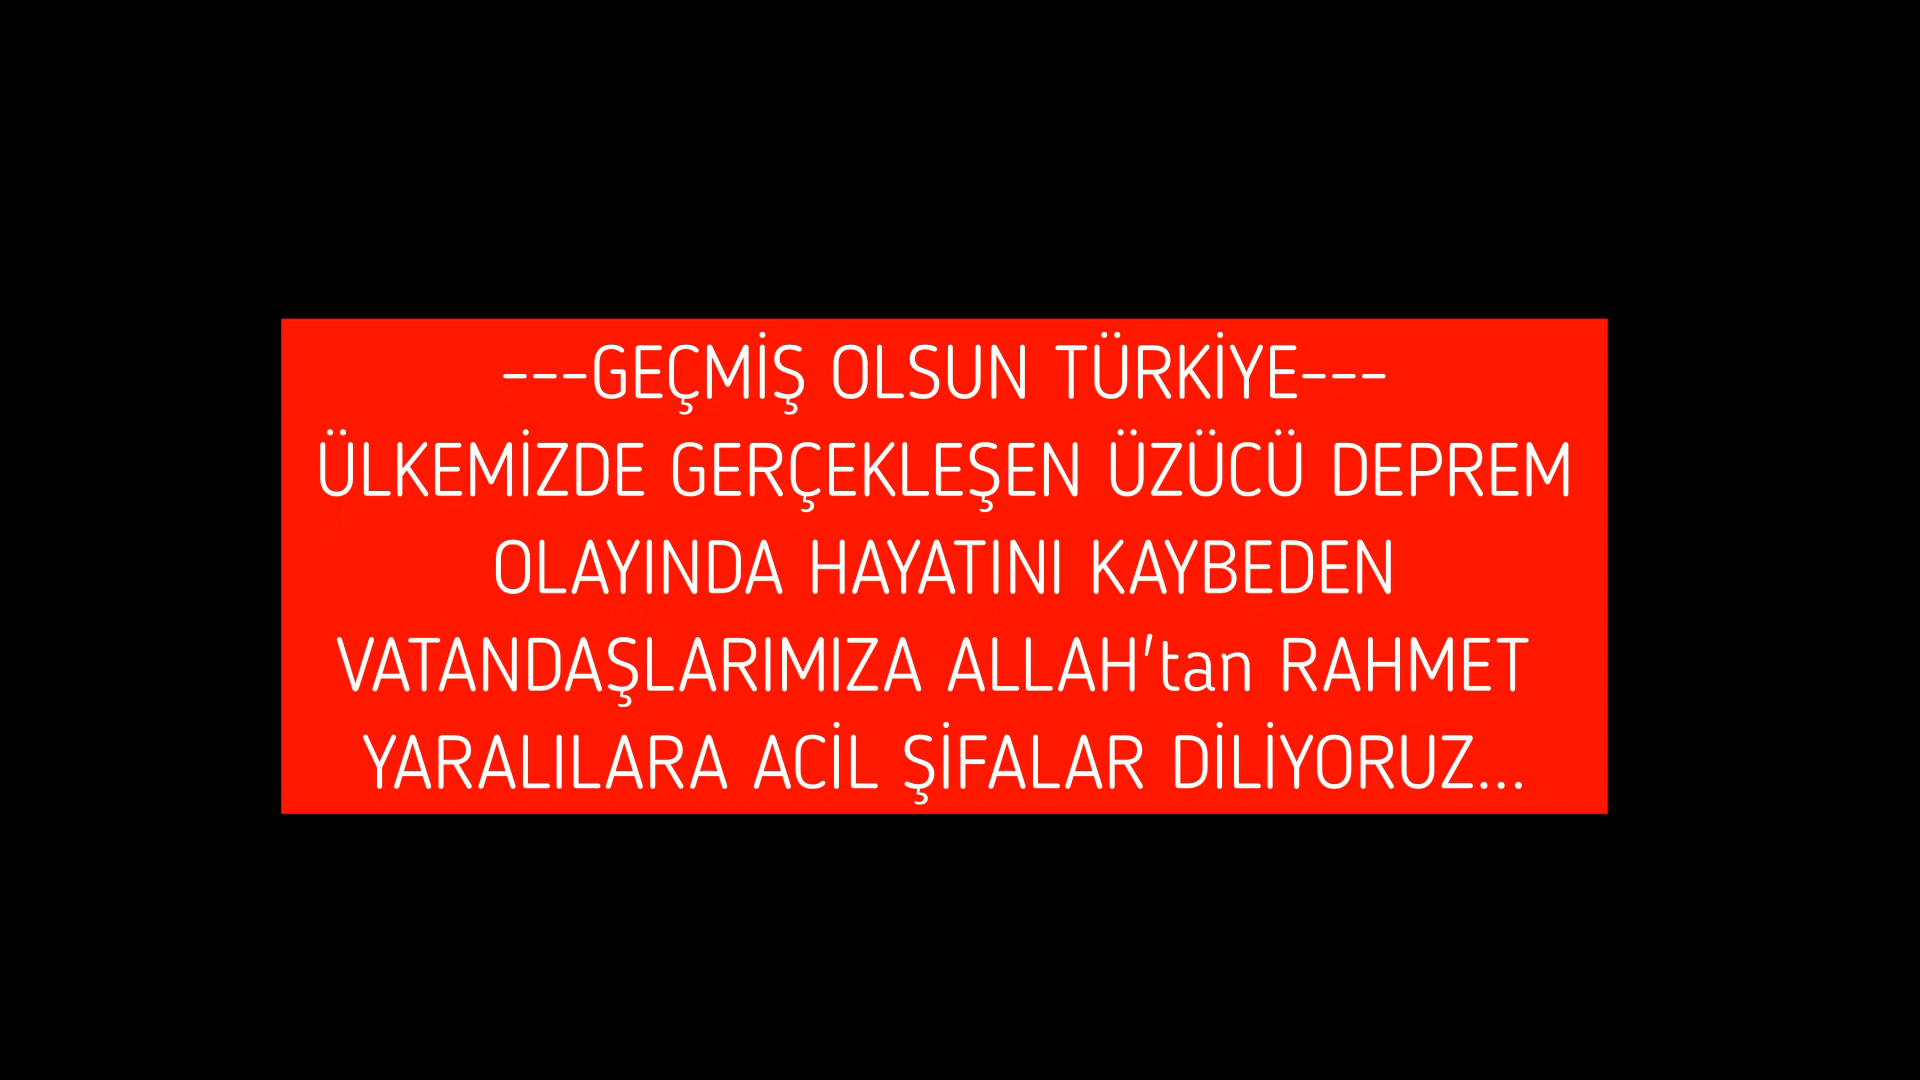 ---GEÇMİŞ OLSUN TÜRKİYE---
ÜLKEMİZDE GERÇEKLEŞEN ÜZÜCÜ DEPREM
OLAYINDA HAYATINI KAYBEDEN
VATANDAŞLARIMIZA ALLAH'tan RAHMET
YARALILARA ACİL ŞİFALAR DİLİYORUZ...